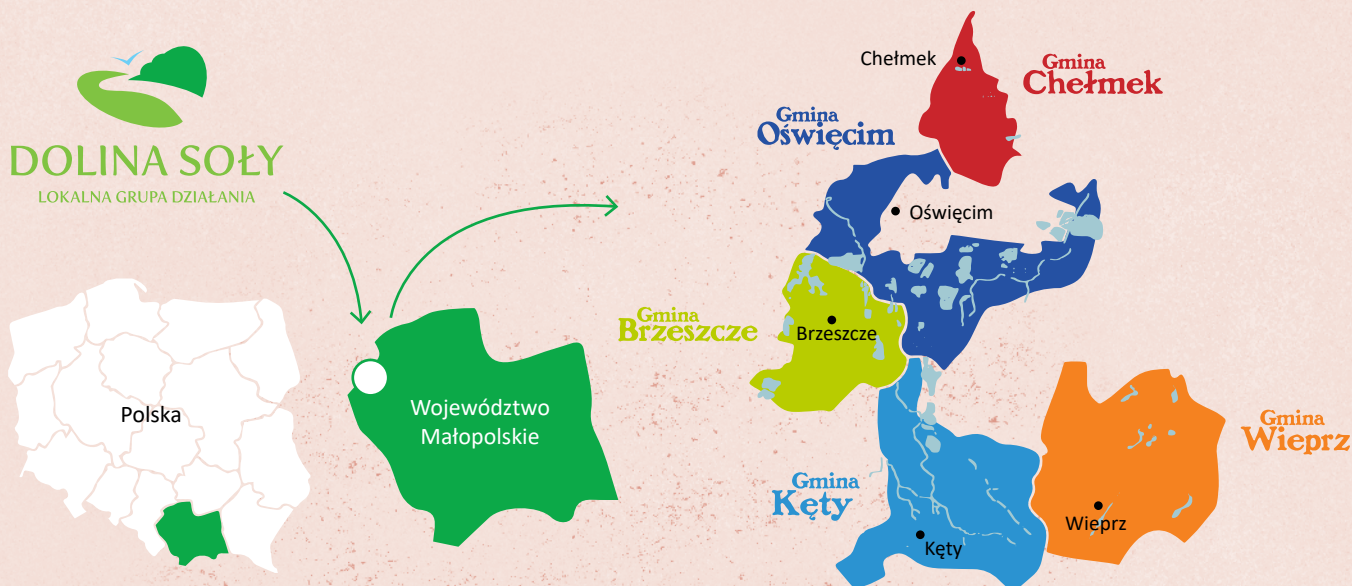 DOLINA SOŁY
LOKALNA GRUPA DZIAŁANIA
Polska
Województwo
Małopolskie
Chełmek
Gmina
Chełmek
Gmina
Oświęcim
Oświęcim
Gmina
Brzeszcze
Brzeszcze
Gmina
Wieprz
Gmina
Kęty
Wieprz
Kęty